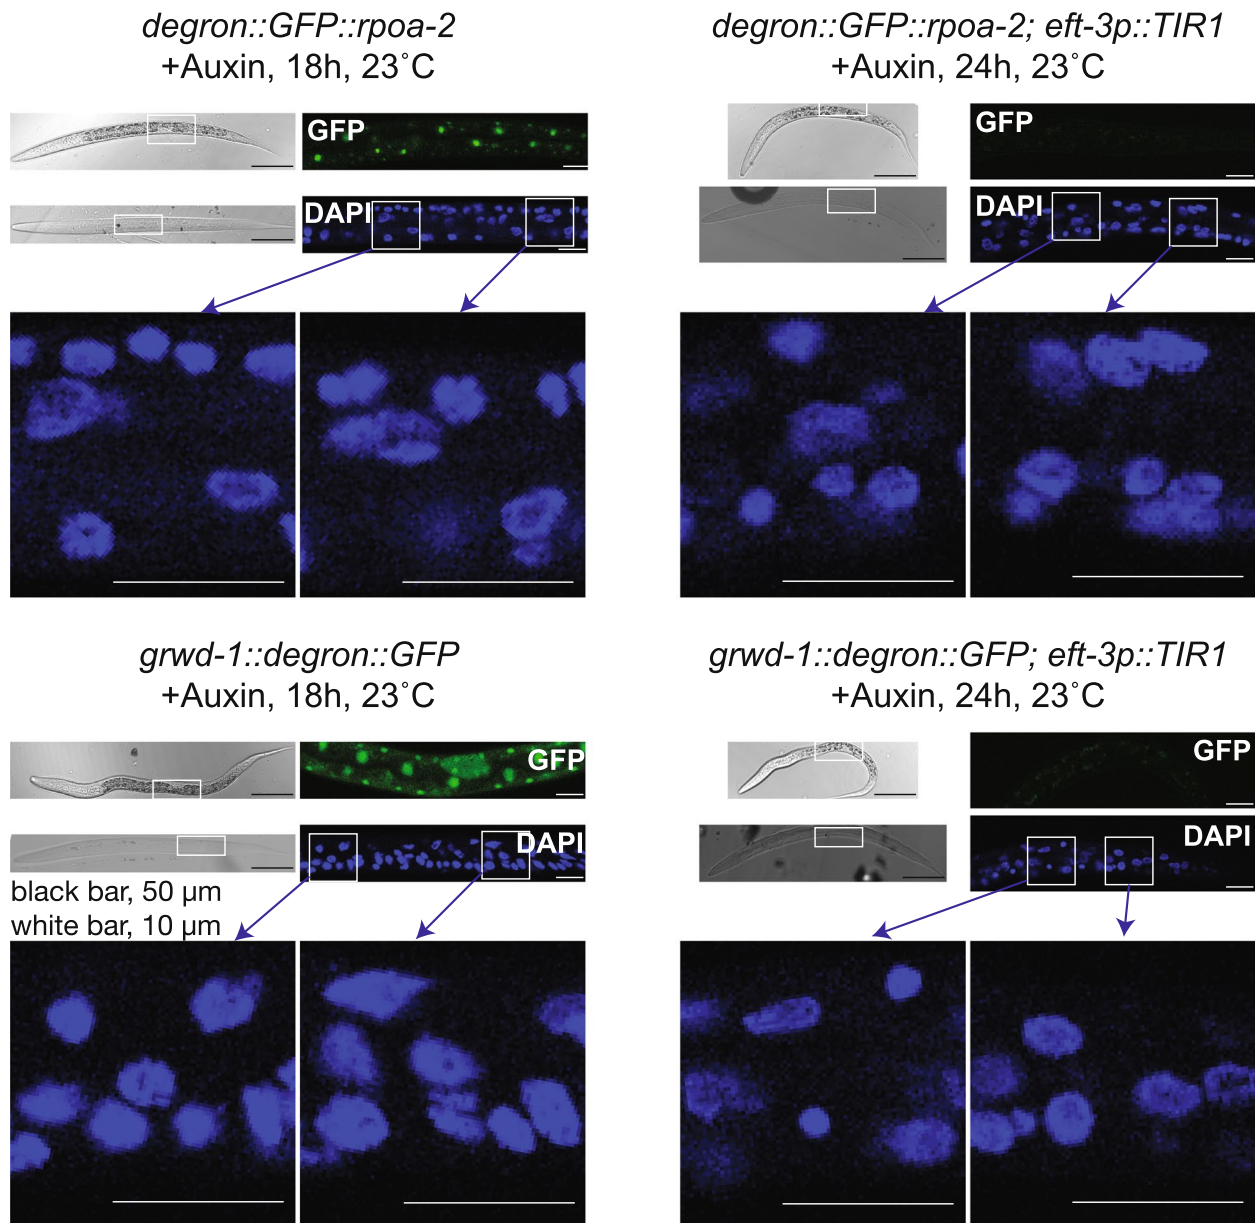 degron::GFP::rpoa-2
+Auxin, 18h, 23˚C
degron::GFP::rpoa-2; eft-3p::TIR1
+Auxin, 24h, 23˚C
GFP
DAPI
GFP
DAPI
grwd-1::degron::GFP
+Auxin, 18h, 23˚C
grwd-1::degron::GFP; eft-3p::TIR1
+Auxin, 24h, 23˚C
GFP
DAPI
black bar, 50 µm
white bar, 10 µm
GFP
DAPI